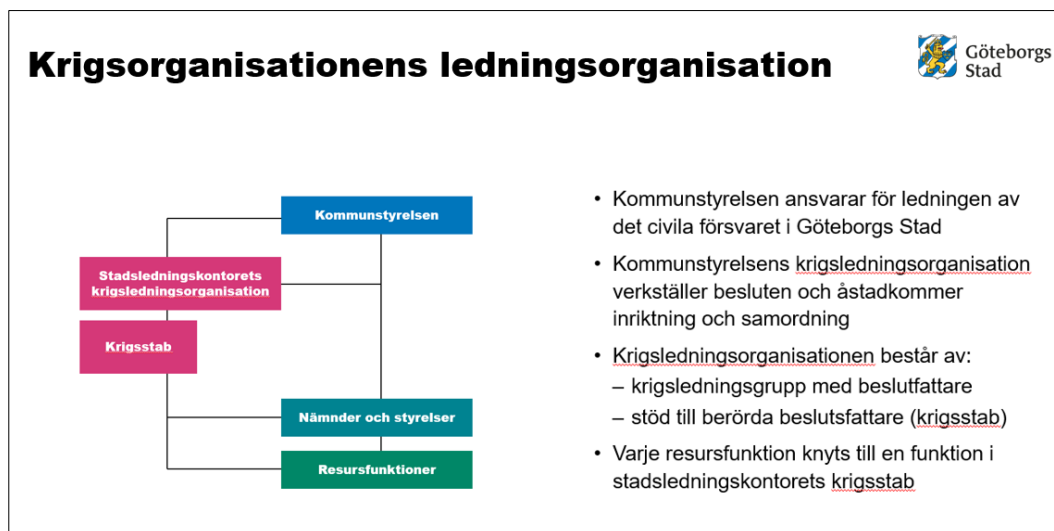 Krigsorganisationens ledningsorganisation
Göteborgs
Stad
Kommunstyrelsen
Stadsledningskontorets
krigsledningsorganisation
Krigsstab
Nämnder och styrelser
Resursfunktioner
• Kommunstyrelsen ansvarar för ledningen av
det civila försvaret i Göteborgs Stad
• Kommunstyrelsens krigsledningsorganisation
verkställer besluten och åstadkommer
inriktning och samordning
• Krigsledningsorganisationen består av:
– krigsledningsgrupp med beslutfattare
– stöd till berörda beslutsfattare (krigsstab)
• Varje resursfunktion knyts till en funktion i
stadsledningskontorets krigsstab